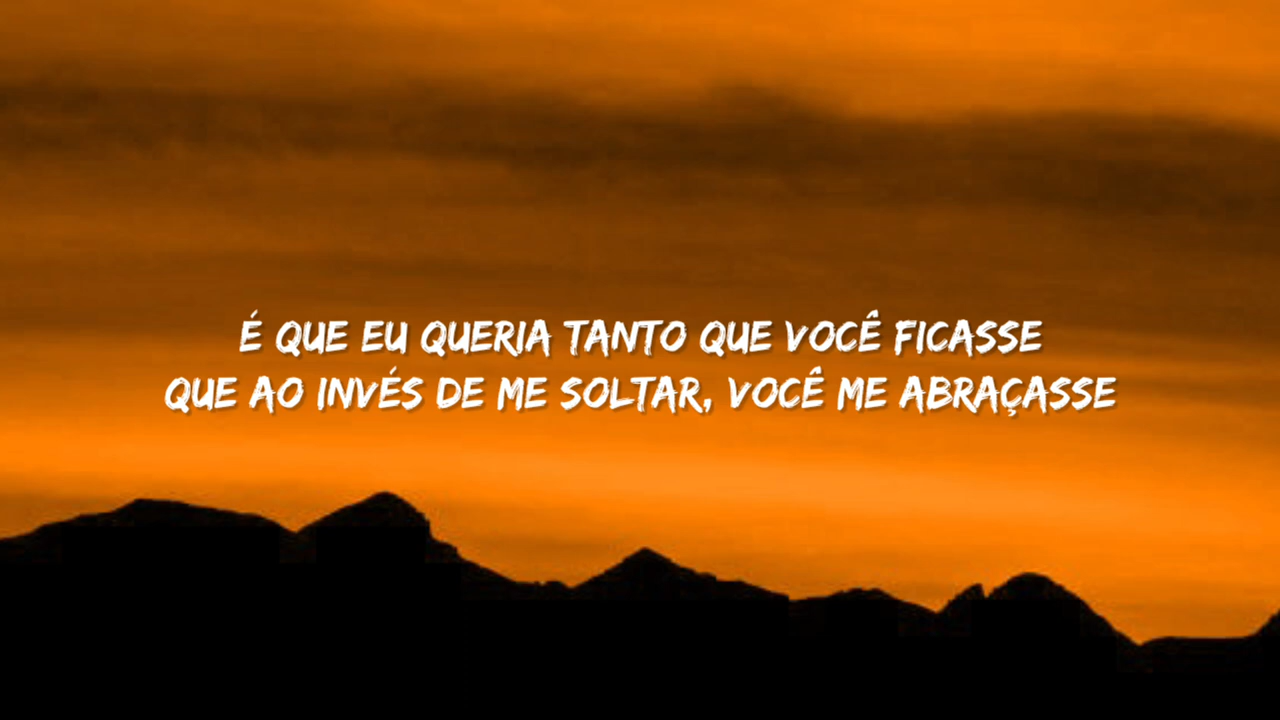 É QUE EU QUERIA TANTO QUE VOCÊ FICASSE
QUE AO INVÉS DE ME SOLTAR, VOCÊ ME ABRAÇASSE